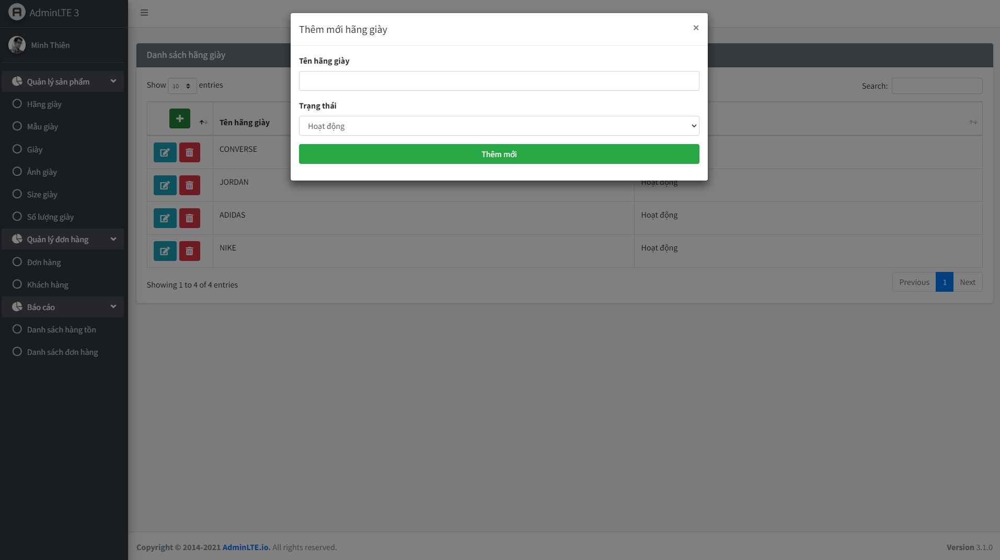 AdminLTE 3
Minh Thiên
Quản lý sản phẩm
Hãng giày
Mẫu giày
Giày
Ảnh giày
Size giày
Số lượng giày
Quản lý đơn hàng
Đơn hàng
Khách hàng
Báo cáo
Danh sách hàng tồn
Danh sách đơn hàng
Thêm mới hãng giày
×
Tên hãng giày
Trạng thái
Hoạt động
Thêm mới
Danh sách hãng giày
Show 10 entries
Search:
Tên hãng giày
CONVERSE
JORDAN Hoạt động
ADIDAS Hoạt động
NIKE Hoạt động
Showing 1 to 4 of 4 entries
Previous 1 Next
Copyright © 2014-2021 AdminLTE.io. All rights reserved.
Version 3.1.0